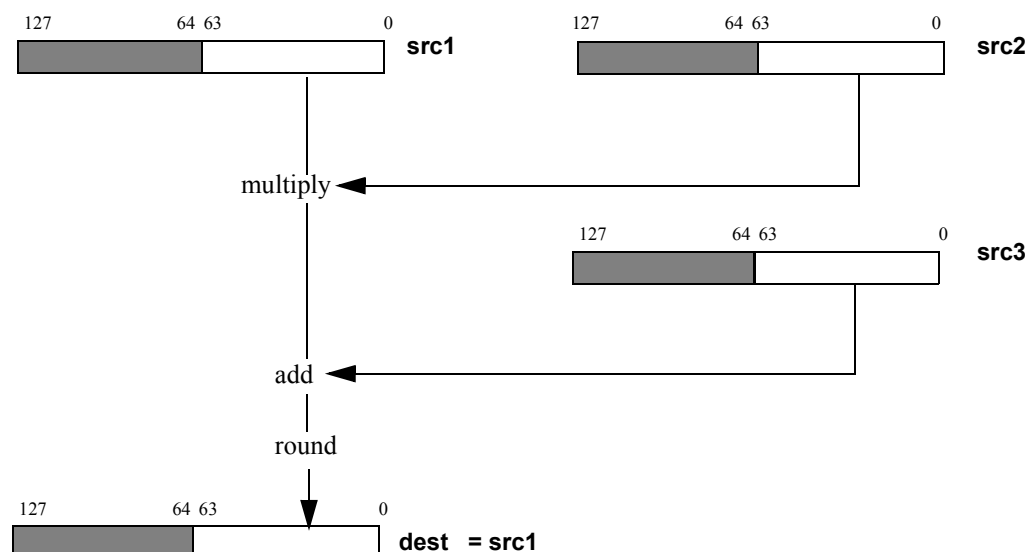 127 64 63 0
src1
127 64 63 0
src2
multiply
127 64 63 0
src3
add
round
127 64 63 0
dest = src1